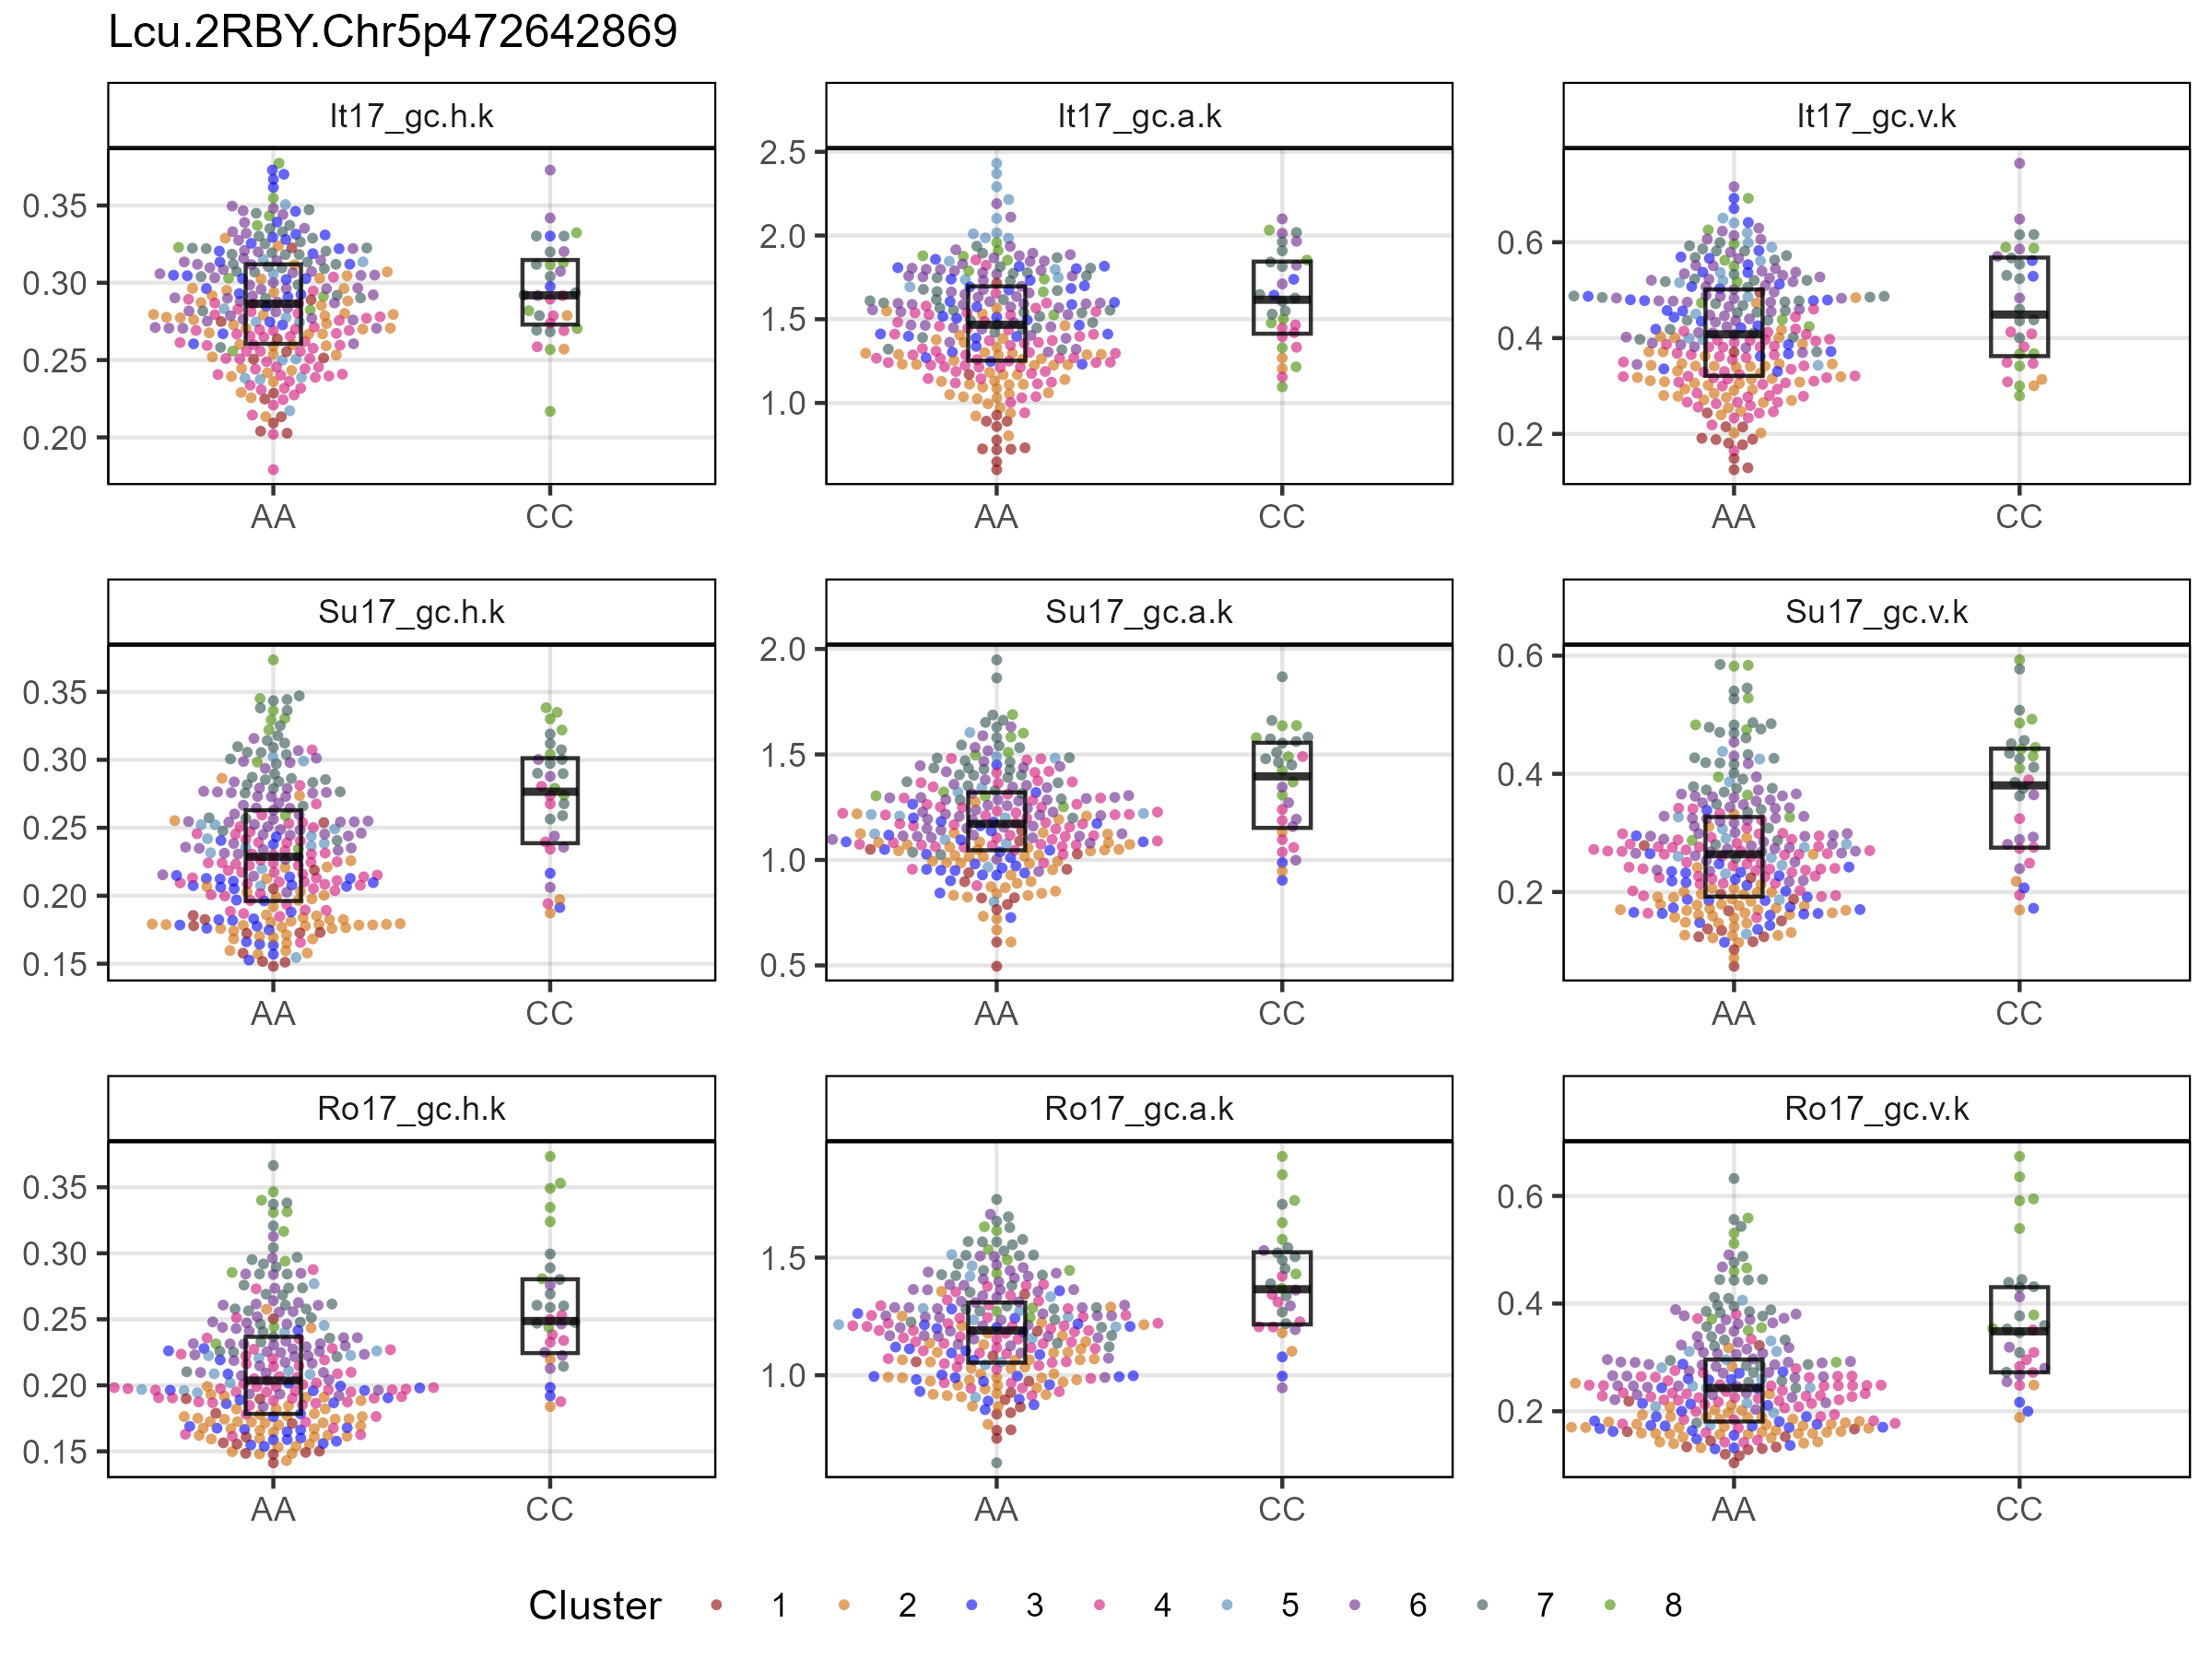 Lcu.2RBY.Chr5p472642869
It17_gc.h.k
It17_gc.a.k
It17_gc.v.k
0.35
0.30
0.25
0.20
AA
CC
2.5
2.0
1.5
1.0
AA
CC
0.6
0.4
0.2
AA
CC
Su17_gc.h.k
Su17_gc.a.k
Su17_gc.v.k
0.35
0.30
0.25
0.20
0.15
AA
CC
2.0
1.5
1.0
0.5
AA
CC
0.6
0.4
0.2
AA
CC
Ro17_gc.h.k
Ro17_gc.a.k
Ro17_gc.v.k
0.35
0.30
0.25
0.20
0.15
AA
CC
1.5
1.0
AA
CC
0.6
0.4
0.2
AA
CC
Cluster 1 2 3 4 5 6 7 8